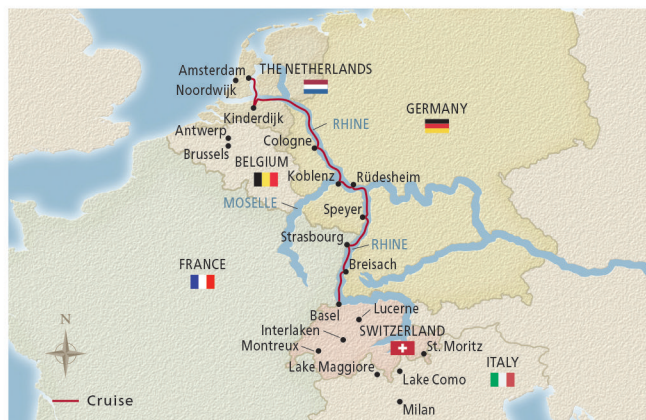 Amsterdam
THE NETHERLANDS
Noordwijk
Kinderdijk
RHINE
GERMANY
Antwerp
Brussels
Cologne
BELGIUM
Koblenz
Rüdesheim
MOSELLE
Speyer
Strasbourg
RHINE
FRANCE
Breisach
Basel
Lucerne
Interlaken
SWITZERLAND
Montreux
St. Moritz
ITALY
Lake Maggiore
Lake Como
Milan
N
Cruise